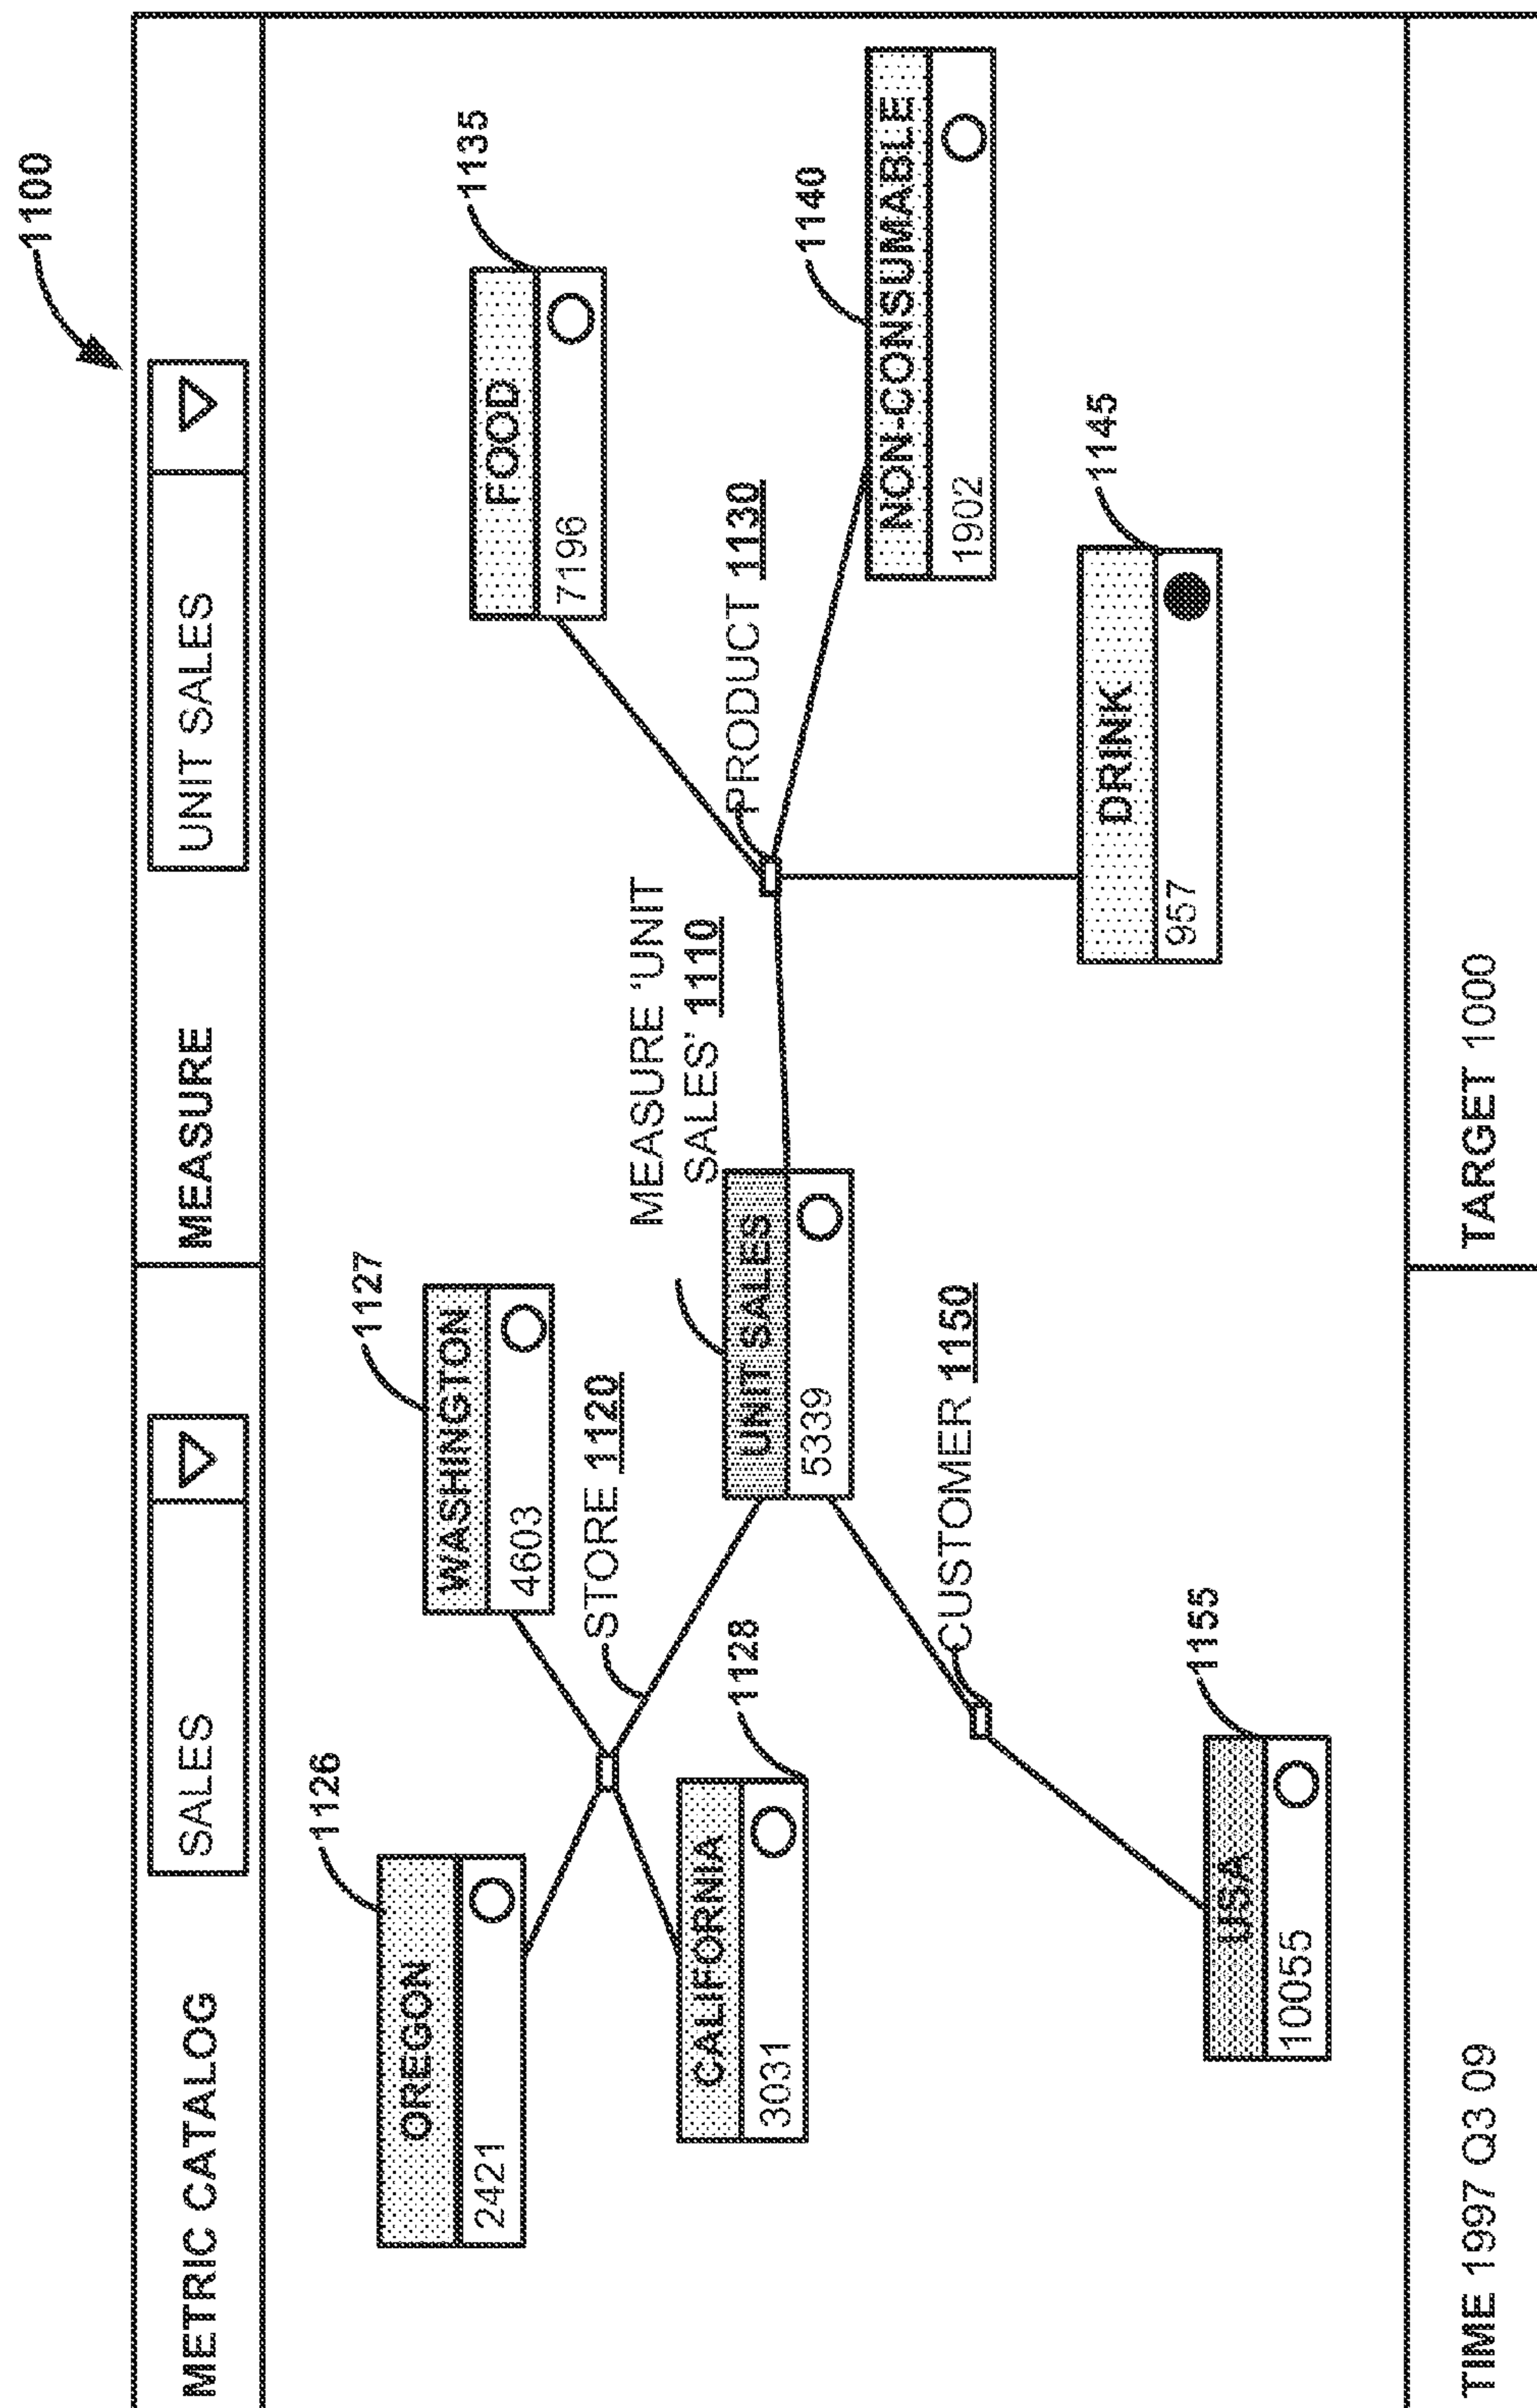 1100
METRIC CATALOG
SALES
MEASURE
UNIT SALES
1126
OREGON
2421
1127
WASHINGTON
4603
STORE 1120
1128
CALIFORNIA
3031
MEASURE 'UNIT
SALES' 1110
UNIT SALES
5339
CUSTOMER 1150
1155
USA
10055
1135
FOOD
7196
PRODUCT 1130
1140
NON-CONSUMABLE
1902
1145
DRINK
957
TIME 1997 Q3 09
TARGET 1000